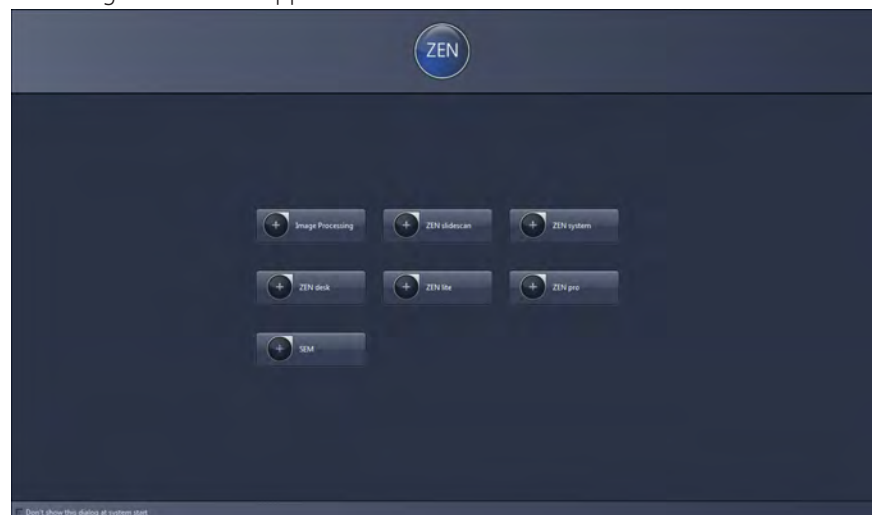 ZEN
Image Processing
ZEN slidescan
ZEN system
ZEN desk
ZEN lite
ZEN pro
SEM
Don't show this dialog at system start